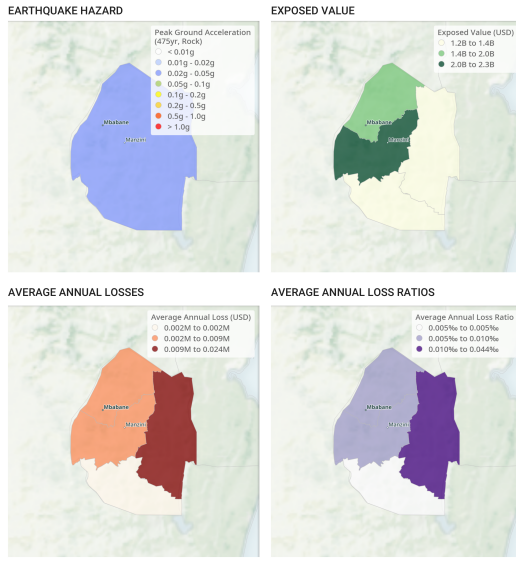 EARTHQUAKE HAZARD
Peak Ground Acceleration
(475yr, Rock)
< 0.01g
0.01g - 0.02g
0.02g - 0.05g
0.05g - 0.1g
0.1g - 0.2g
0.2g - 0.5g
0.5g - 1.0g
> 1.0g
Mbabane
Manzini
EXPOSED VALUE
Exposed Value (USD)
1.2B to 1.4B
1.4B to 2.0B
2.0B to 2.3B
Mbabane
Manzini
AVERAGE ANNUAL LOSSES
Average Annual Loss (USD)
0.002M to 0.002M
0.002M to 0.009M
0.009M to 0.024M
Mbabane
Manzini
AVERAGE ANNUAL LOSS RATIOS
Average Annual Loss Ratio
0.005‰ to 0.005‰
0.005‰ to 0.010‰
0.010‰ to 0.044‰
Mbabane
Manzini